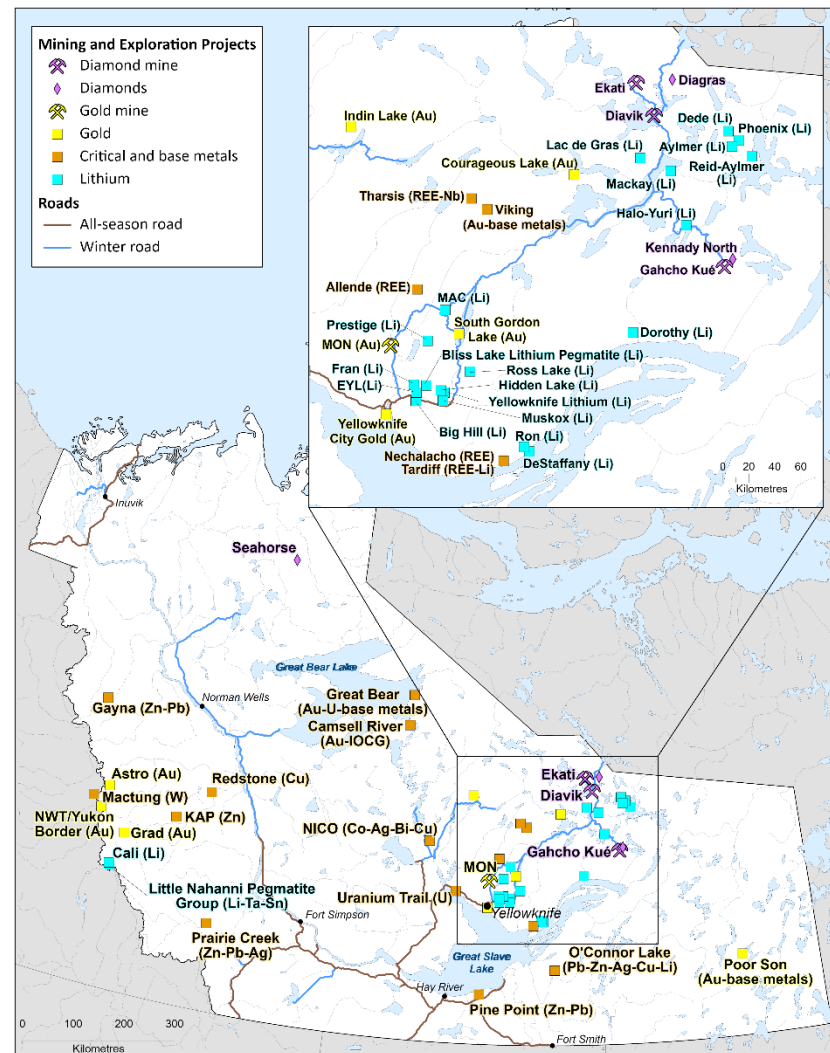 Mining and Exploration Projects
Diamond mine
Diamonds
Gold mine
Gold
Critical and base metals
Lithium
Roads
All-season road
Winter road
Ekati
Diagras
Diavik
Indin Lake (Au)
Dede (Li)
Phoenix (Li)
Lac de Gras (Li)
Aylmer (Li)
Reid-Aylmer
(Li)
Courageous Lake (Au)
Mackay (Li)
Tharsis (REE-Nb)
Viking
(Au-base metals)
Halo-Yuri (Li)
Kennady North
Gahcho Kué
Allende (REE)
MAC (Li)
Prestige (Li)
South Gordon
Lake (Au)
Dorothy (Li)
MON (Au)
Bliss Lake Lithium Pegmatite (Li)
Fran (Li)
Ross Lake (Li)
EYL(Li)
Hidden Lake (Li)
Yellowknife Lithium (Li)
Muskox (Li)
Yellowknife
City Gold (Au)
Big Hill (Li)
Ron (Li)
Nechalacho (REE)
Tardiff (REE-Li)
DeStaffany (Li)
0 20 40 60
Kilometres
Inuvik
Seahorse
Great Bear Lake
Norman Wells
Gayna (Zn-Pb)
Great Bear
(Au-U-base metals)
Camsell River
(Au-IOCG)
Astro (Au)
Redstone (Cu)
Mactung (W)
NWT/Yukon
Border (Au)
KAP (Zn)
Grad (Au)
NICO (Co-Ag-Bi-Cu)
Ekati
Diavik
Gahcho Kué
MON
Cali (Li)
Little Nahanni Pegmatite
Group (Li-Ta-Sn)
Uranium Trail (U)
Yellowknife
Fort Simpson
Prairie Creek
(Zn-Pb-Ag)
Great Slave
Lake
O'Connor Lake
(Pb-Zn-Ag-Cu-Li)
Poor Son
(Au-base metals)
Hay River
Pine Point (Zn-Pb)
Fort Smith
0 50 100 200 300
Kilometres